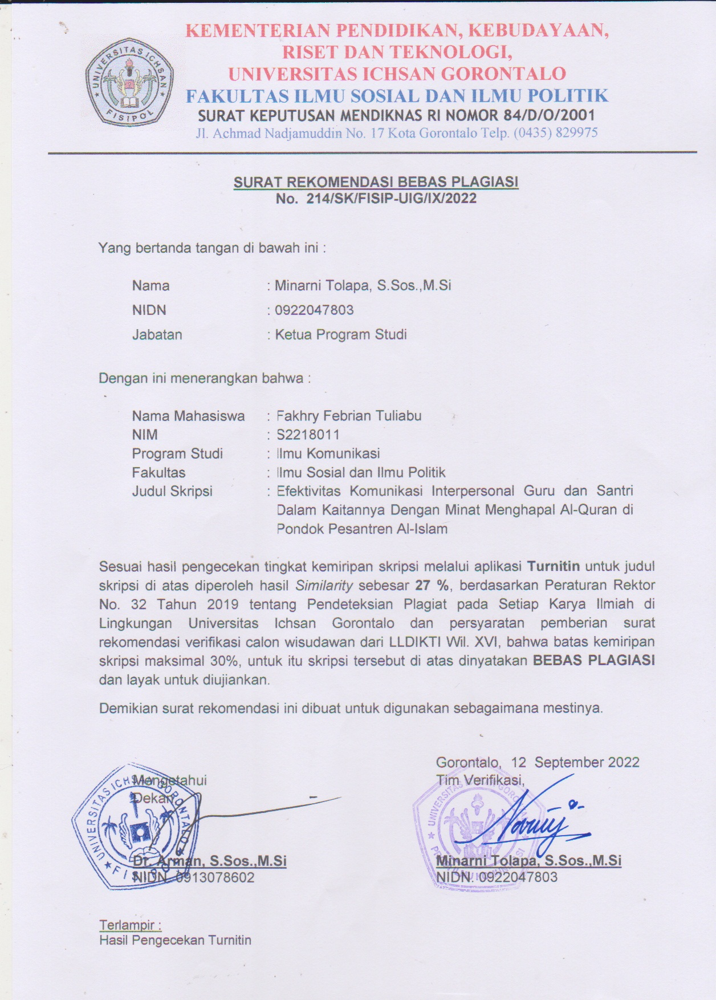 KEMENTERIAN PENDIDIKAN, KEBUDAYAAN,
RISET DAN TEKNOLOGI,
UNIVERSITAS ICHSAN GORONTALO
FAKULTAS ILMU SOSIAL DAN ILMU POLITIK
SURAT KEPUTUSAN MENDIKNAS RI NOMOR 84/D/O/2001
Jl. Achmad Nadjamuddin No. 17 Kota Gorontalo Telp. (0435) 829975
UNIVERSITAS ICHSAN
FISIPOL
SURAT REKOMENDASI BEBAS PLAGIASI
No. 214/SK/FISIP-UIG/IX/2022
Yang bertanda tangan di bawah ini :
Nama : Minarni Tolapa, S.Sos.,M.Si
NIDN : 0922047803
Jabatan : Ketua Program Studi
Dengan ini menerangkan bahwa :
Nama Mahasiswa : Fakhry Febrian Tuliabu
NIM : S2218011
Program Studi : Ilmu Komunikasi
Fakultas : Ilmu Sosial dan Ilmu Politik
Judul Skripsi : Efektivitas Komunikasi Interpersonal Guru dan Santri
Dalam Kaitannya Dengan Minat Menghapal Al-Quran di
Pondok Pesantren Al-Islam
Sesuai hasil pengecekan tingkat kemiripan skripsi melalui aplikasi Turnitin untuk judul
skripsi di atas diperoleh hasil Similarity sebesar 27 %, berdasarkan Peraturan Rektor
No. 32 Tahun 2019 tentang Pendeteksian Plagiat pada Setiap Karya Ilmiah di
Lingkungan Universitas Ichsan Gorontalo dan persyaratan pemberian surat
rekomendasi verifikasi calon wisudawan dari LLDIKTI Wil. XVI, bahwa batas kemiripan
skripsi maksimal 30%, untuk itu skripsi tersebut di atas dinyatakan BEBAS PLAGIASI
dan layak untuk diujiankan.
Demikian surat rekomendasi ini dibuat untuk digunakan sebagaimana mestinya.
Gorontalo, 12 September 2022
Mengetahui
Dekan
Tim Verifikasi,
UNIVERSITAS ICHSAN GORONTALO
FISIPOL
Dr. Arman, S.Sos.,M.Si
NIDN. 0913078602
Minarni Tolapa, S.Sos.,M.Si
NIDN. 0922047803
Terlampir :
Hasil Pengecekan Turnitin